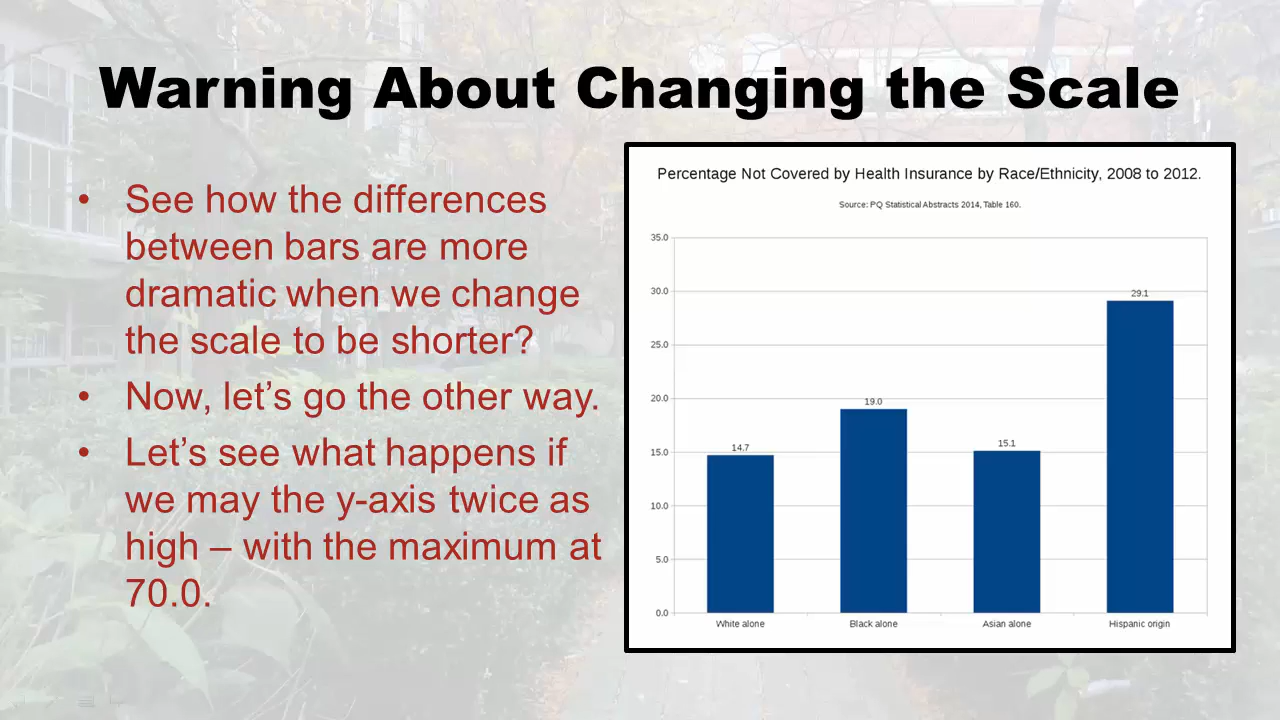 Warning About Changing the Scale
• See how the differences
between bars are more
dramatic when we change
the scale to be shorter?
• Now, let’s go the other way.
• Let’s see what happens if
we may the y-axis twice as
high – with the maximum at
70.0.
Percentage Not Covered by Health Insurance by Race/Ethnicity, 2008 to 2012.
Source: PQ Statistical Abstracts 2014, Table 160.
35.0
30.0
25.0
20.0
15.0
10.0
5.0
0.0
14.7
19.0
15.1
29.1
White alone
Black alone
Asian alone
Hispanic origin